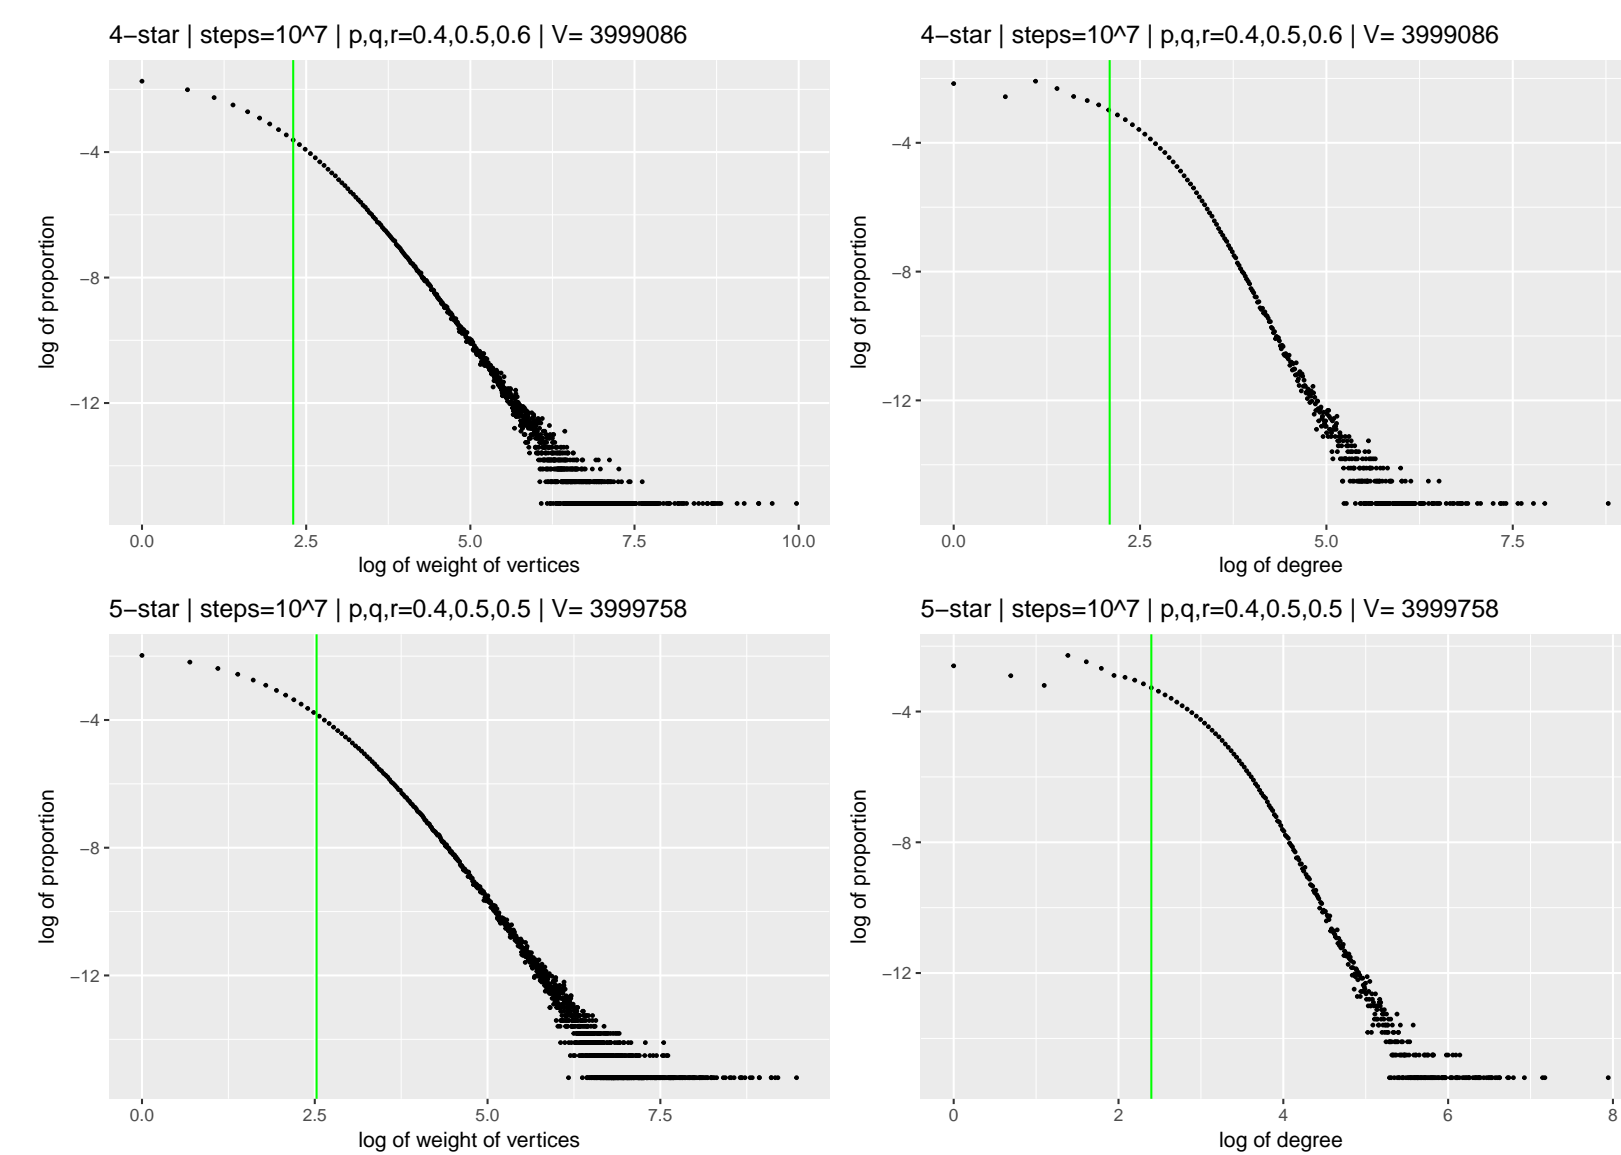 4−star | steps=10^7 | p,q,r=0.4,0.5,0.6 | V= 3999086
log of proportion
−4
−8
−12
0.0 2.5 5.0 7.5 10.0
log of weight of vertices
4−star | steps=10^7 | p,q,r=0.4,0.5,0.6 | V= 3999086
log of proportion
−4
−8
−12
0.0 2.5 5.0 7.5
log of degree
5−star | steps=10^7 | p,q,r=0.4,0.5,0.5 | V= 3999758
log of proportion
−4
−8
−12
0.0 2.5 5.0 7.5
log of weight of vertices
5−star | steps=10^7 | p,q,r=0.4,0.5,0.5 | V= 3999758
log of proportion
−4
−8
−12
0 2 4 6 8
log of degree